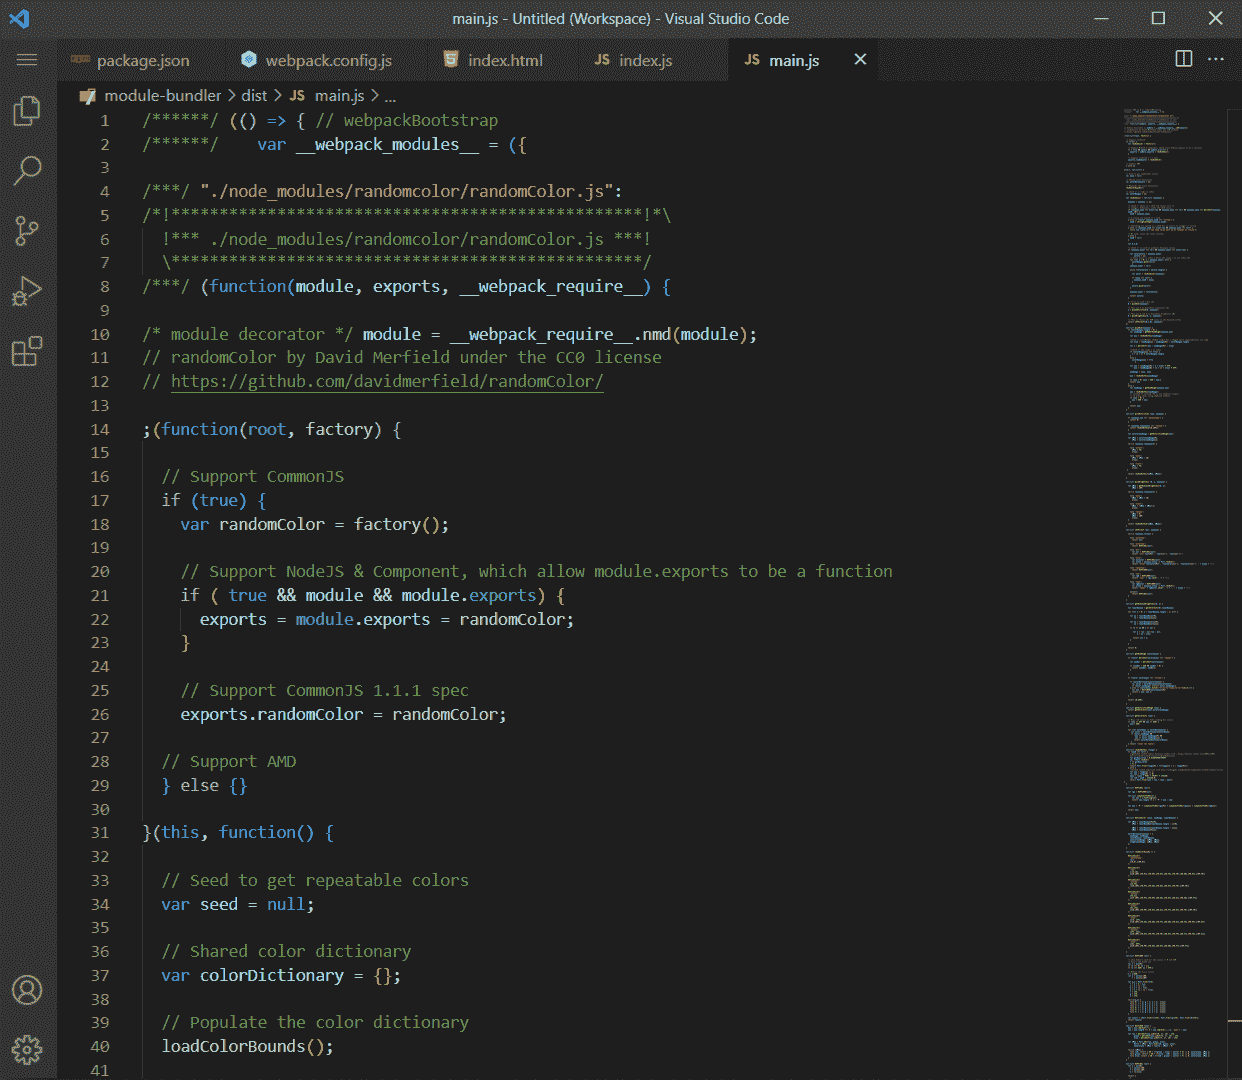 main.js - Untitled (Workspace) - Visual Studio Code
package.json webpack.config.js index.html JS index.js JS main.js
module-bundler > dist > JS main.js > ...
1 /******/ (() => { // webpackBootstrap
2 /******/ var __webpack_modules__ = ({
3
4 /***/ "./node_modules/randomcolor/randomColor.js":
5 /*!*************************************************!*\
6 !*** ./node_modules/randomcolor/randomColor.js ***!
7 \*************************************************/
8 /***/ (function(module, exports, __webpack_require__) {
9
10 /* module decorator */ module = __webpack_require__.nmd(module);
11 // randomColor by David Merfield under the CC0 license
12 // https://github.com/davidmerfield/randomColor/
13
14 ;(function(root, factory) {
15
16 // Support CommonJS
17 if (true) {
18 var randomColor = factory();
19
20 // Support NodeJS & Component, which allow module.exports to be a function
21 if ( true && module && module.exports) {
22 exports = module.exports = randomColor;
23 }
24
25 // Support CommonJS 1.1.1 spec
26 exports.randomColor = randomColor;
27
28 // Support AMD
29 } else {}
30
31 }(this, function() {
32
33 // Seed to get repeatable colors
34 var seed = null;
35
36 // Shared color dictionary
37 var colorDictionary = {};
38
39 // Populate the color dictionary
40 loadColorBounds();
41